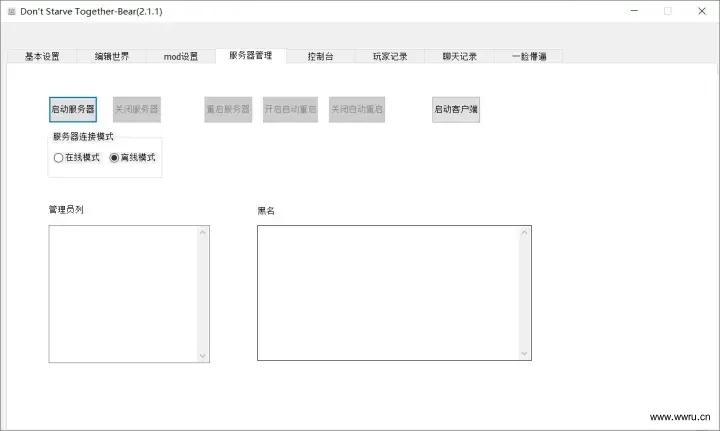 Don't Starve Together-Bear(2.1.1)
基本设置 编辑世界 mod设置 服务器管理 控制台 玩家记录 聊天记录 一脸懵逼
启动服务器 关闭服务器 重启服务器 开启自动重启 关闭自动重启 启动客户端
服务器连接模式
在线模式 离线模式
管理员列 黑名
www.wwru.cn